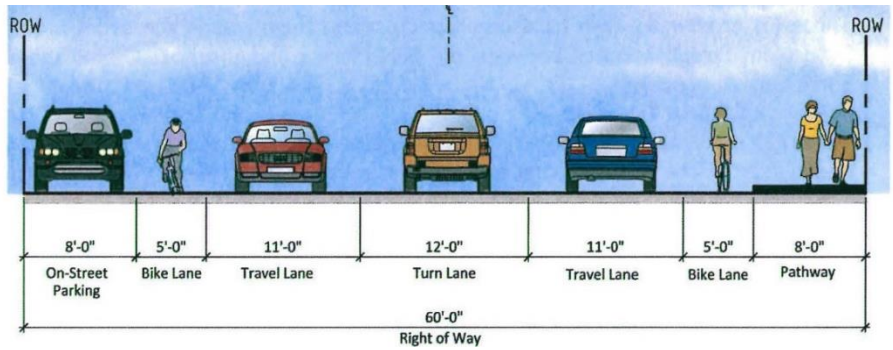 ROW
ROW
8'-0"
5'-0"
11'-0"
12'-0"
11'-0"
5'-0"
8'-0"
On-Street
Parking
Bike Lane
Travel Lane
Turn Lane
Travel Lane
Bike Lane
Pathway
60'-0"
Right of Way